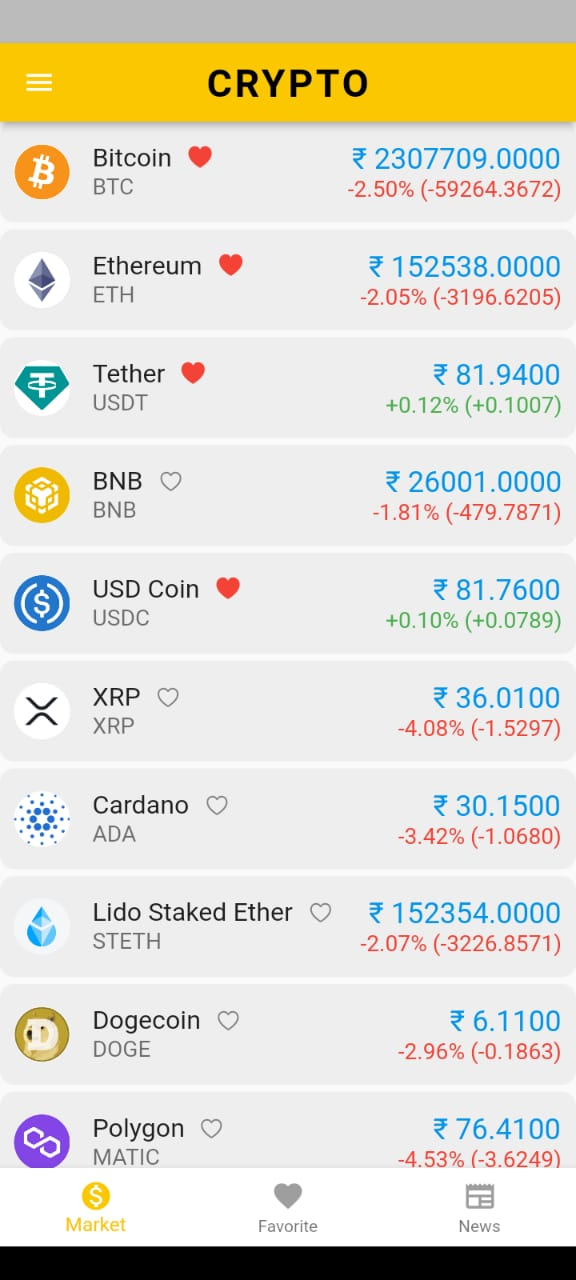 CRYPTO
Bitcoin
₹ 2307709.0000
BTC
-2.50% (-59264.3672)
Ethereum
₹ 152538.0000
ETH
-2.05% (-3196.6205)
Tether
₹ 81.9400
USDT
+0.12% (+0.1007)
BNB
₹ 26001.0000
BNB
-1.81% (-479.7871)
USD Coin
₹ 81.7600
USDC
+0.10% (+0.0789)
XRP
₹ 36.0100
XRP
-4.08% (-1.5297)
Cardano
₹ 30.1500
ADA
-3.42% (-1.0680)
Lido Staked Ether
₹ 152354.0000
STETH
-2.07% (-3226.8571)
Dogecoin
₹ 6.1100
DOGE
-2.96% (-0.1863)
Polygon
₹ 76.4100
MATIC
-4.53% (-3.6249)
Market
Favorite
News